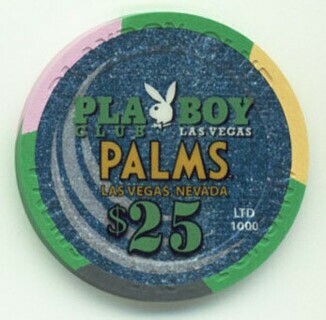 PLAYBOY
CLUB LAS VEGAS
PALMS
LAS VEGAS, NEVADA
$25
LTD
1000